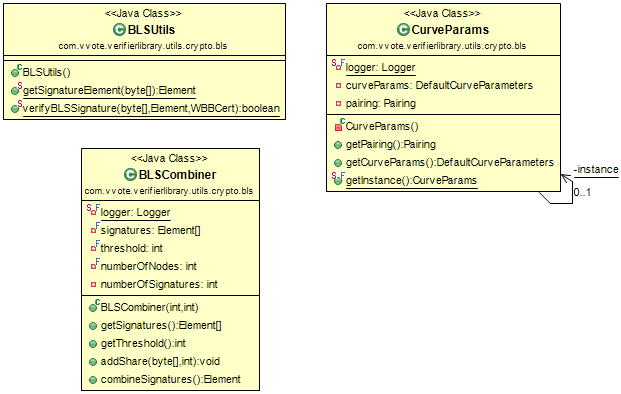 <<Java Class>>
BLSUtils
com.vvote.verifierlibrary.utils.crypto.bls
BLSUtils()
getSignatureElement(byte[]):Element
verifyBLSSignature(byte[],Element,WBBCert):boolean
<<Java Class>>
CurveParams
com.vvote.verifierlibrary.utils.crypto.bls
logger: Logger
curveParams: DefaultCurveParameters
pairing: Pairing
CurveParams()
getPairing():Pairing
getCurveParams():DefaultCurveParameters
getInstance():CurveParams
-instance
0..1
<<Java Class>>
BLSCombiner
com.vvote.verifierlibrary.utils.crypto.bls
logger: Logger
signatures: Element[]
threshold: int
numberOfNodes: int
numberOfSignatures: int
BLSCombiner(int,int)
getSignatures():Element[]
getThreshold():int
addShare(byte[],int):void
combineSignatures():Element